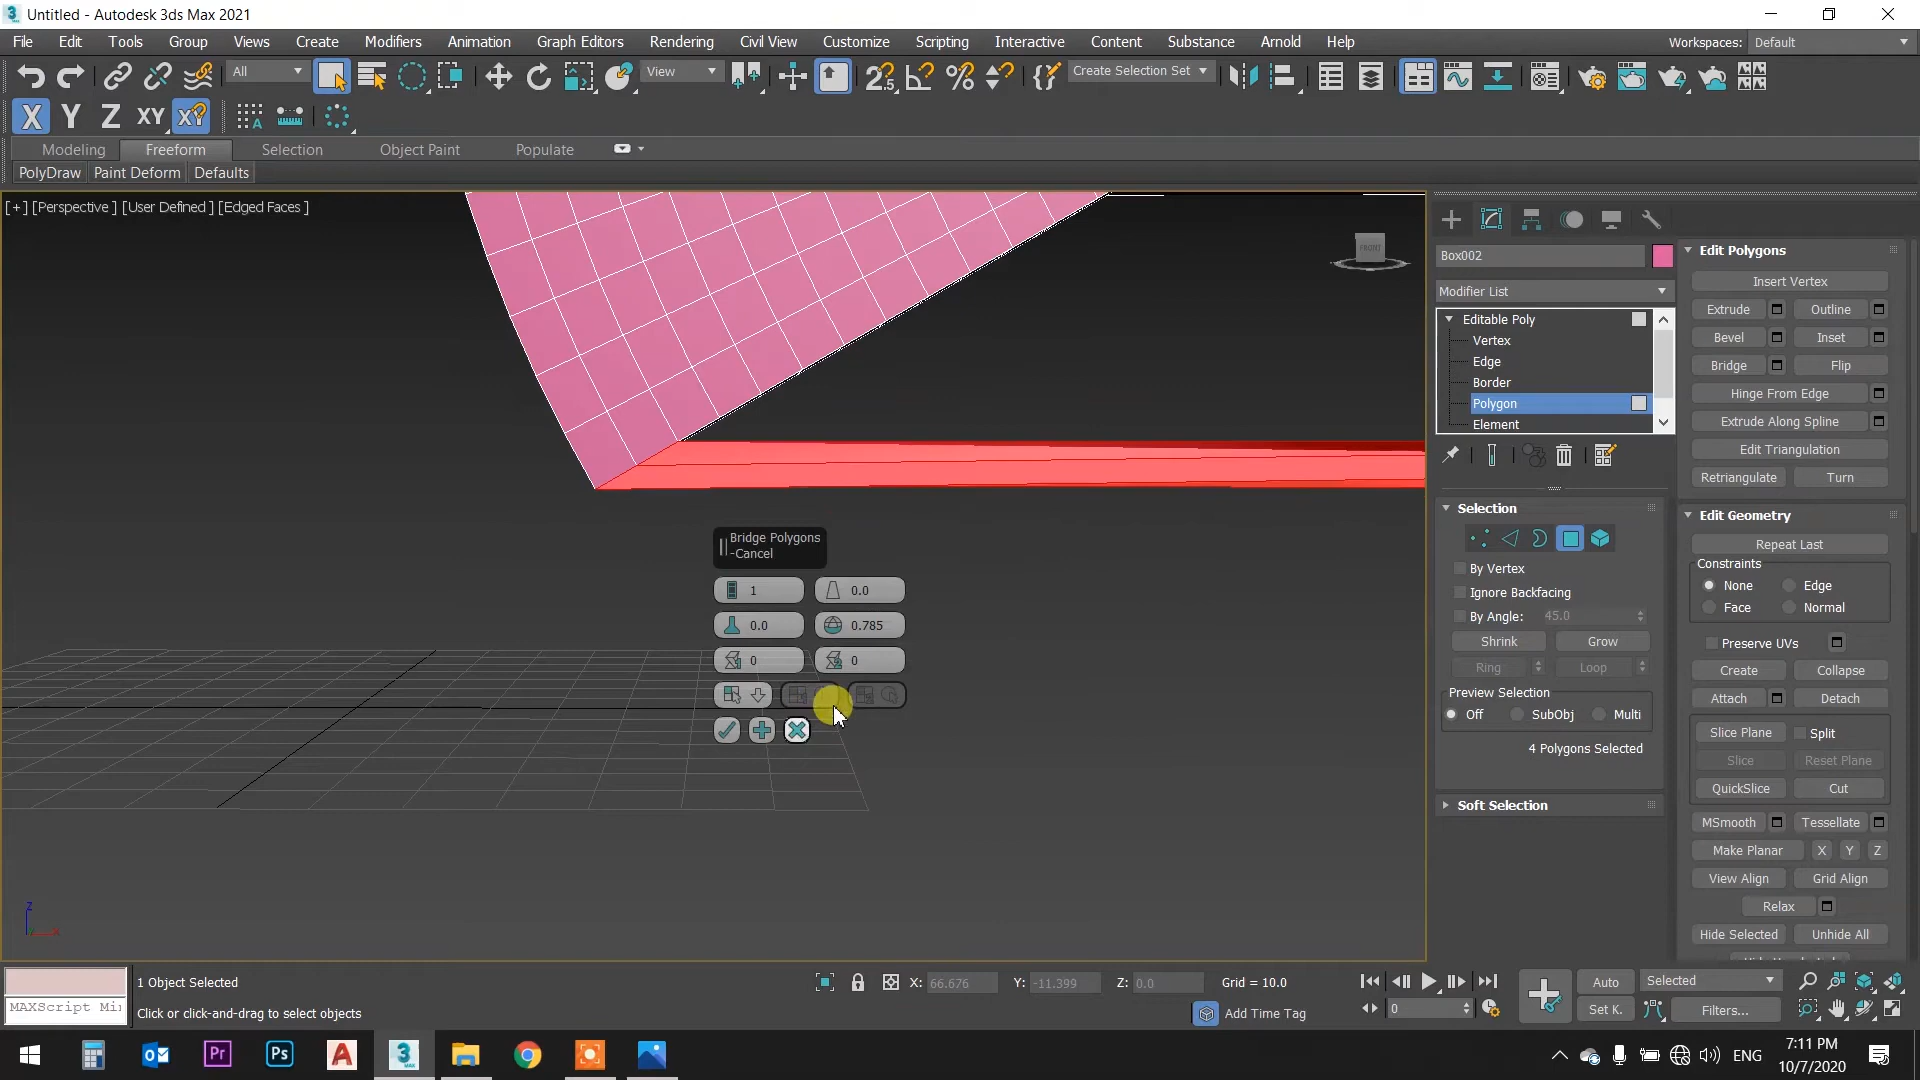 Untitled - Autodesk 3ds Max 2021
File Edit Tools Group Views Create Modifiers Animation Graph Editors Rendering Civil View Customize Scripting Interactive Content Substance Arnold Help Workspaces: Default
All View Create Selection Set
X Y Z XY XY
Modeling Freeform Selection Object Paint Populate
PolyDraw Paint Deform Defaults
[+] [Perspective ] [User Defined ] [Edged Faces ]
FRONT
Box002
Modifier List
Editable Poly
Vertex
Edge
Border
Polygon
Element
Selection
By Vertex
Ignore Backfacing
By Angle: 45.0
Shrink Grow
Ring Loop
Preview Selection
Off SubObj Multi
4 Polygons Selected
Soft Selection
Edit Polygons
Insert Vertex
Extrude Outline
Bevel Inset
Bridge Flip
Hinge From Edge
Extrude Along Spline
Edit Triangulation
Retriangulate Turn
Edit Geometry
Repeat Last
Constraints
None Edge
Face Normal
Preserve UVs
Create Collapse
Attach Detach
Slice Plane Split
Slice Reset Plane
QuickSlice Cut
MSmooth Tessellate
Make Planar X Y Z
View Align Grid Align
Relax
Hide Selected Unhide All
Bridge Polygons
-Cancel
1 0.0
0.0 0.785
0 0
z
x
MAXScript Mi
1 Object Selected
Click or click-and-drag to select objects
X: 66.676 Y: -11.399 Z: 0.0 Grid = 10.0
Add Time Tag
0
Auto Selected
Set K. Filters...
Pr Ps A 3
ENG
7:11 PM
10/7/2020